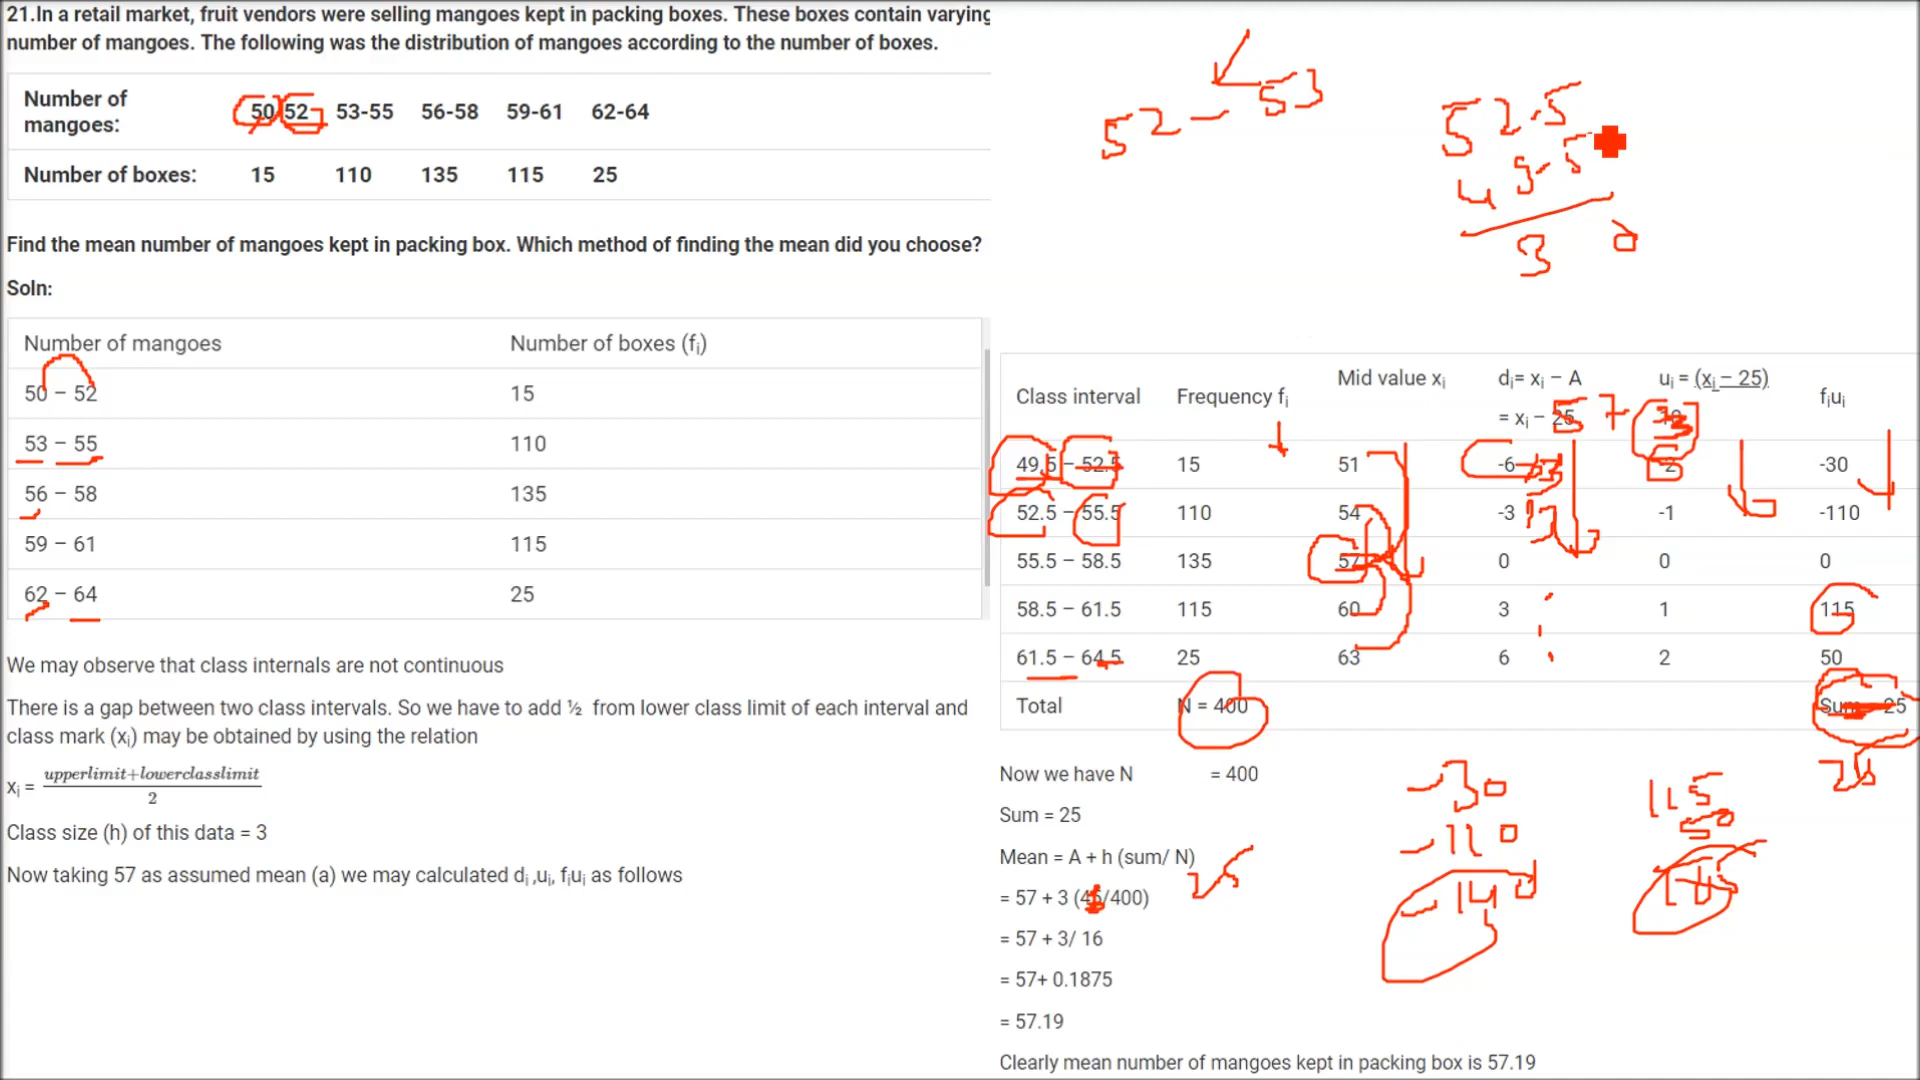 21.In a retail market, fruit vendors were selling mangoes kept in packing boxes. These boxes contain varying
number of mangoes. The following was the distribution of mangoes according to the number of boxes.
Number of mangoes: 50 52 53-55 56-58 59-61 62-64
Number of boxes: 15 110 135 115 25
Find the mean number of mangoes kept in packing box. Which method of finding the mean did you choose?
Soln:
Number of mangoes Number of boxes (fi)
50 – 52 15
53 – 55 110
56 – 58 135
59 – 61 115
62 – 64 25
We may observe that class internals are not continuous
There is a gap between two class intervals. So we have to add ½ from lower class limit of each interval and
class mark (xi) may be obtained by using the relation
xi = upperlimit+lowerclasslimit
2
Class size (h) of this data = 3
Now taking 57 as assumed mean (a) we may calculated di ,ui, fiui as follows
52 – 53
52.5
49.5
3 0
Class interval Frequency fi Mid value xi di= xi – A = xi – 25 57 ui = (xi – 25) 3 fiui
49.5 – 52.5 15 51 -6 -2 -30
52.5 – 55.5 110 54 -3 -1 -110
55.5 – 58.5 135 57 0 0 0
58.5 – 61.5 115 60 3 1 115
61.5 – 64.5 25 63 6 2 50
Total N = 400 Sum = 25
Now we have N = 400
Sum = 25
Mean = A + h (sum/ N)
= 57 + 3 (45/400) 25
= 57 + 3/ 16
= 57+ 0.1875
= 57.19
Clearly mean number of mangoes kept in packing box is 57.19
-30
-110
-140
115
50
165